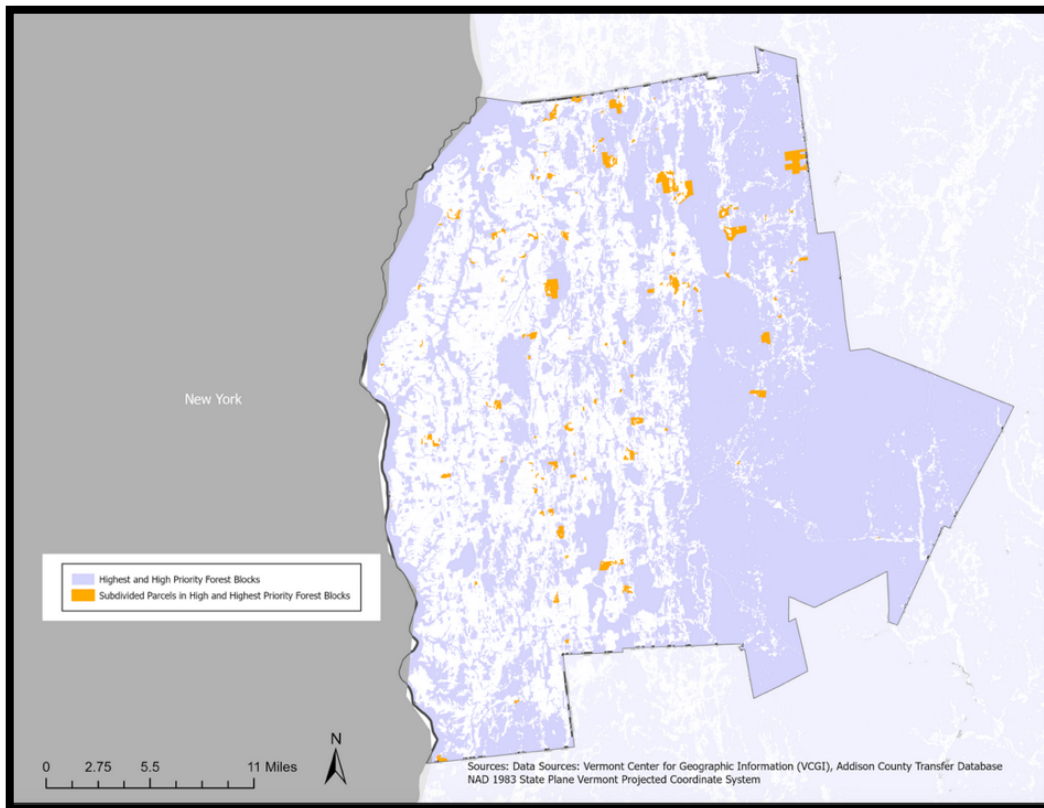 New York
Highest and High Priority Forest Blocks
Subdivided Parcels in High and Highest Priority Forest Blocks
N
0 2.75 5.5 11 Miles
Sources: Data Sources: Vermont Center for Geographic Information (VCGI), Addison County Transfer Database
NAD 1983 State Plane Vermont Projected Coordinate System